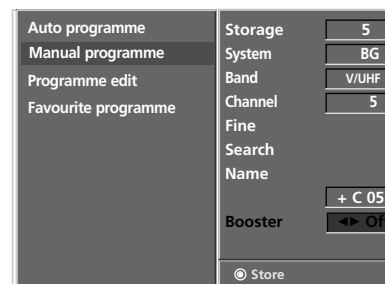 Auto programme
Manual programme
Programme edit
Favourite programme
Storage 5
System BG
Band V/UHF
Channel 5
Fine
Search
Name
+ C 05
Booster ◄► Off
◉ Store